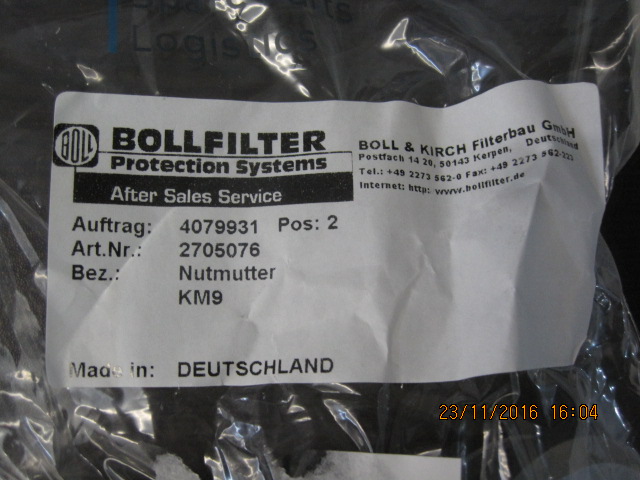 Logistics
BOLL
BOLLFILTER
Protection Systems
After Sales Service
BOLL & KIRCH Filterbau GmbH
Postfach 14 20, 50143 Kerpen, Deutschland
Tel.: +49 2273 562-0 Fax: +49 2273 562-223
Internet: http: www.bollfilter.de
Auftrag: 4079931 Pos: 2
Art.Nr.: 2705076
Bez.: Nutmutter
KM9
Made in: DEUTSCHLAND
23/11/2016 16:04